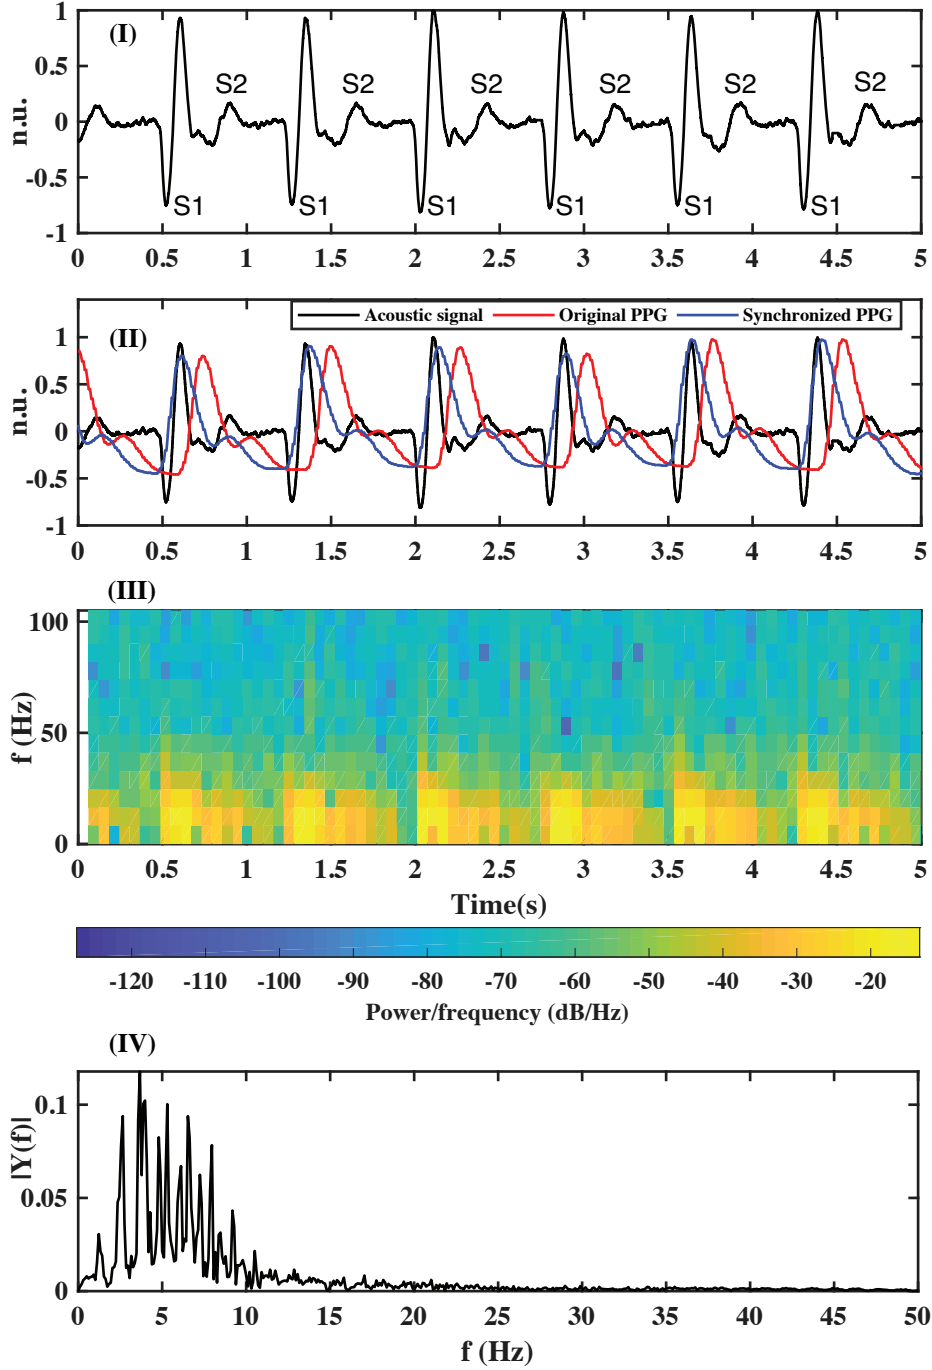 (I)
1
0.5
0
-0.5
-1
n.u.
S2 S2 S2 S2 S2 S2
S1 S1 S1 S1 S1 S1
0 0.5 1 1.5 2 2.5 3 3.5 4 4.5 5
(II)
Acoustic signal Original PPG Synchronized PPG
1
0.5
0
-0.5
-1
n.u.
0 0.5 1 1.5 2 2.5 3 3.5 4 4.5 5
(III)
100
50
0
f (Hz)
0 0.5 1 1.5 2 2.5 3 3.5 4 4.5 5
Time(s)
-120 -110 -100 -90 -80 -70 -60 -50 -40 -30 -20
Power/frequency (dB/Hz)
(IV)
0.1
0.05
0
|Y(f)|
0 5 10 15 20 25 30 35 40 45 50
f (Hz)